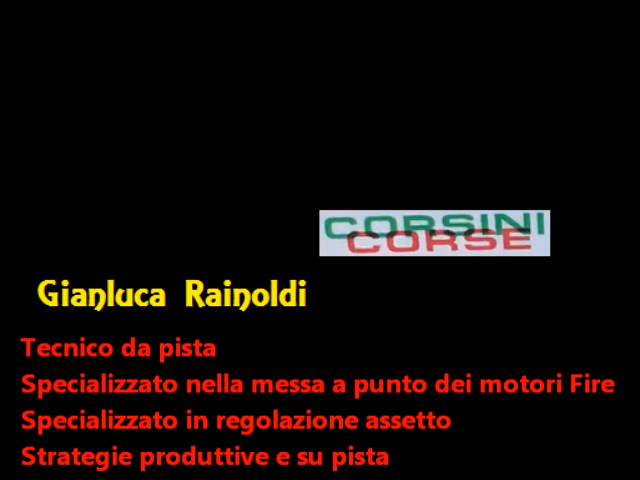 CORSINI
CORSE
Gianluca Rainoldi
Tecnico da pista
Specializzato nella messa a punto dei motori Fire
Specializzato in regolazione assetto
Strategie produttive e su pista